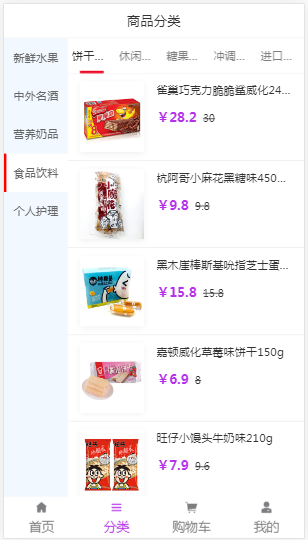 商品分类
新鲜水果
中外名酒
营养奶品
食品饮料
个人护理
饼干... 休闲... 糖果... 冲调... 进口...
雀巢巧克力脆脆鲨威化24...
￥28.2 30
杭阿哥小麻花黑糖味450...
￥9.8 9.8
黑木崖棒斯基吮指芝士蛋...
￥15.8 15.8
嘉顿威化草莓味饼干150g
￥6.9 8
旺仔小馒头牛奶味210g
￥7.9 9.6
首页 分类 购物车 我的